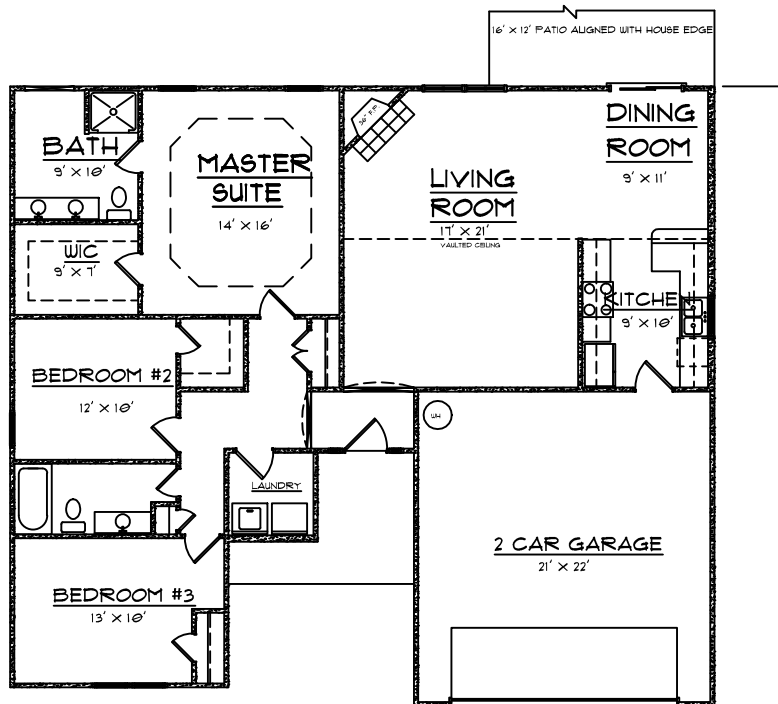 16' X 12' PATIO ALIGNED WITH HOUSE EDGE
36" F.P.
DINING
ROOM
9' X 11'
BATH
9' X 10'
MASTER
SUITE
14' X 16'
LIVING
ROOM
17' X 21'
VAULTED CEILING
WIC
9' X 7'
KITCHE
9' X 10'
BEDROOM #2
12' X 10'
WH
LAUNDRY
2 CAR GARAGE
21' X 22'
BEDROOM #3
13' X 10'